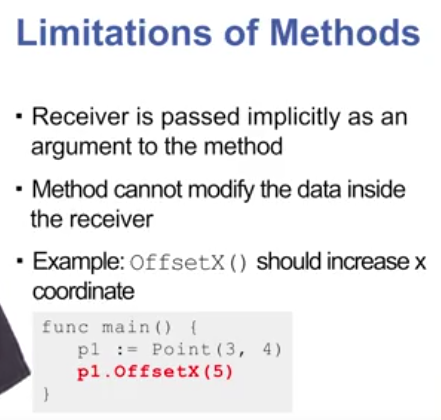 Limitations of Methods
▪ Receiver is passed implicitly as an
argument to the method
▪ Method cannot modify the data inside
the receiver
▪ Example: OffsetX() should increase x
coordinate
func main() {
p1 := Point(3, 4)
p1.OffsetX(5)
}